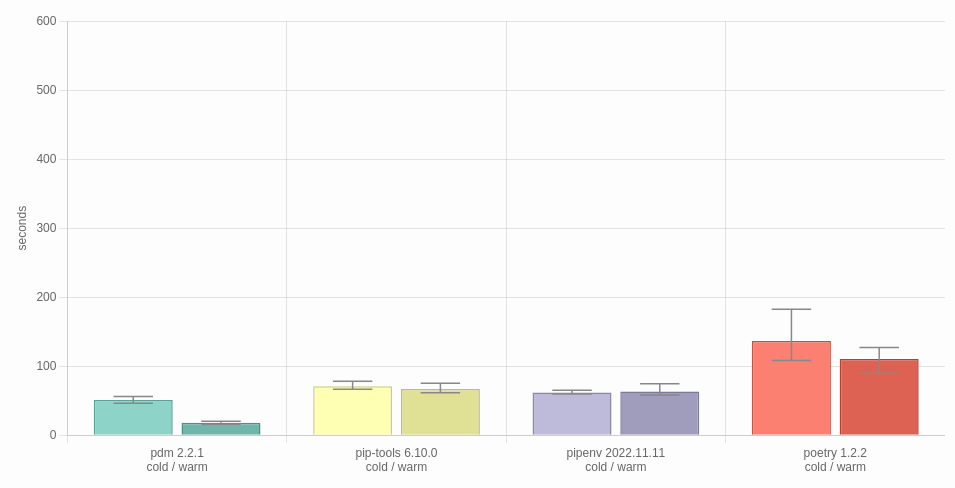 600
500
400
300
200
100
0
seconds
pdm 2.2.1
cold / warm
pip-tools 6.10.0
cold / warm
pipenv 2022.11.11
cold / warm
poetry 1.2.2
cold / warm